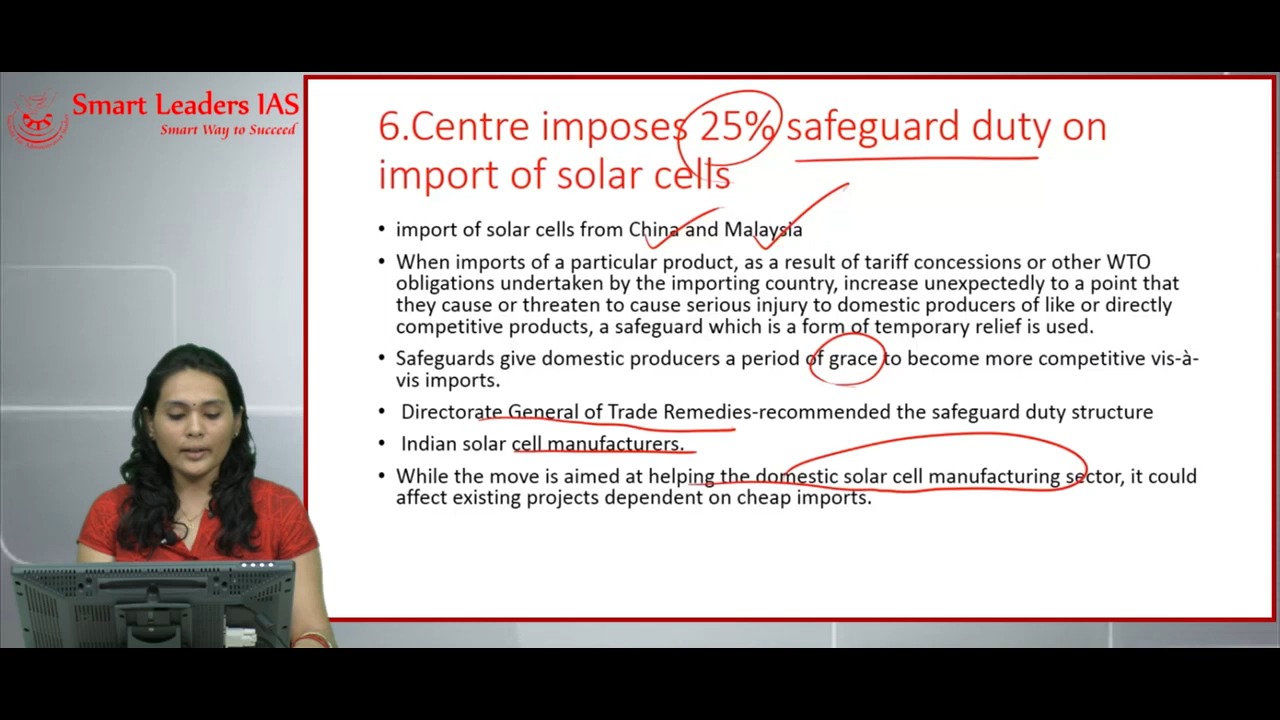 Smart Leaders IAS
Smart Way to Succeed
6.Centre imposes 25% safeguard duty on
import of solar cells
• import of solar cells from China and Malaysia
• When imports of a particular product, as a result of tariff concessions or other WTO
obligations undertaken by the importing country, increase unexpectedly to a point that
they cause or threaten to cause serious injury to domestic producers of like or directly
competitive products, a safeguard which is a form of temporary relief is used.
• Safeguards give domestic producers a period of grace to become more competitive vis-à-
vis imports.
• Directorate General of Trade Remedies-recommended the safeguard duty structure
• Indian solar cell manufacturers.
• While the move is aimed at helping the domestic solar cell manufacturing sector, it could
affect existing projects dependent on cheap imports.